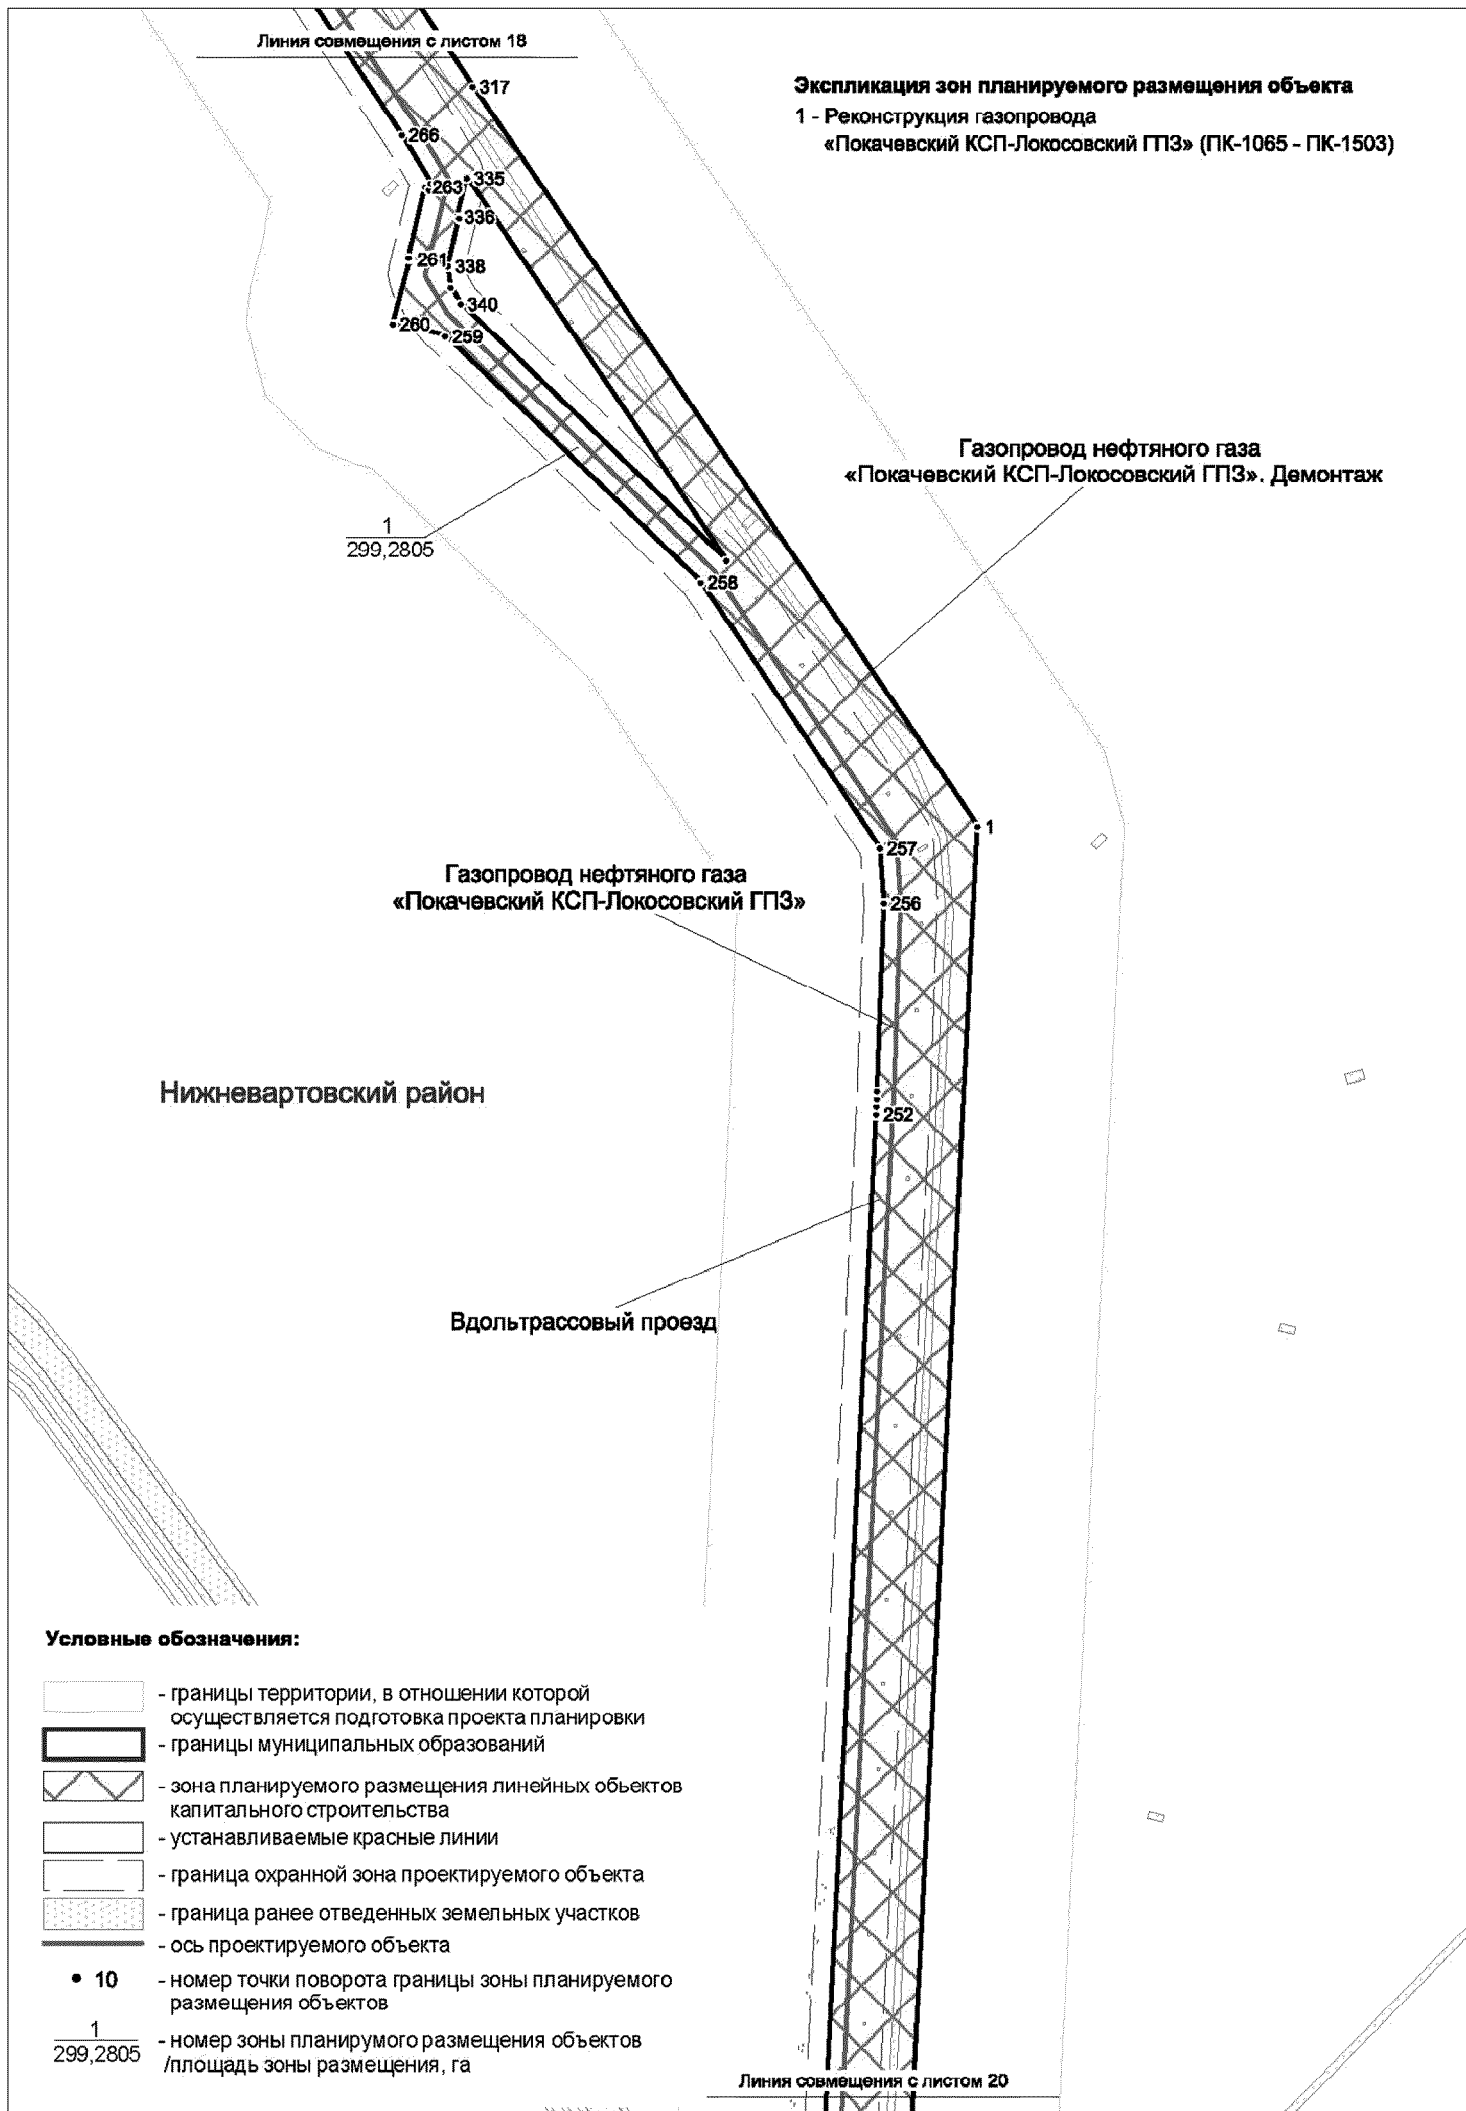 Линия совмещения с листом 18
317
Экспликация зон планируемого размещения объекта
1 - Реконструкция газопровода
«Покачевский КСП-Локосовский ГПЗ» (ПК-1065 - ПК-1503)
266
263
335
336
261
338
340
260
259
Газопровод нефтяного газа
«Покачевский КСП-Локосовский ГПЗ». Демонтаж
1
299,2805
258
1
257
Газопровод нефтяного газа
«Покачевский КСП-Локосовский ГПЗ»
256
Нижневартовский район
252
Вдольтрассовый проезд
Условные обозначения:
- границы территории, в отношении которой
осуществляется подготовка проекта планировки
- границы муниципальных образований
- зона планируемого размещения линейных обьектов
капитального строительства
- устанавливаемые красные линии
- граница охранной зона проектируемого объекта
- граница ранее отведенных земельных участков
- ось проектируемого объекта
10 - номер точки поворота границы зоны планируемого
размещения объектов
1 - номер зоны планирумого размещения объектов
299,2805 /площадь зоны размещения, га
Линия совмещения с листом 20